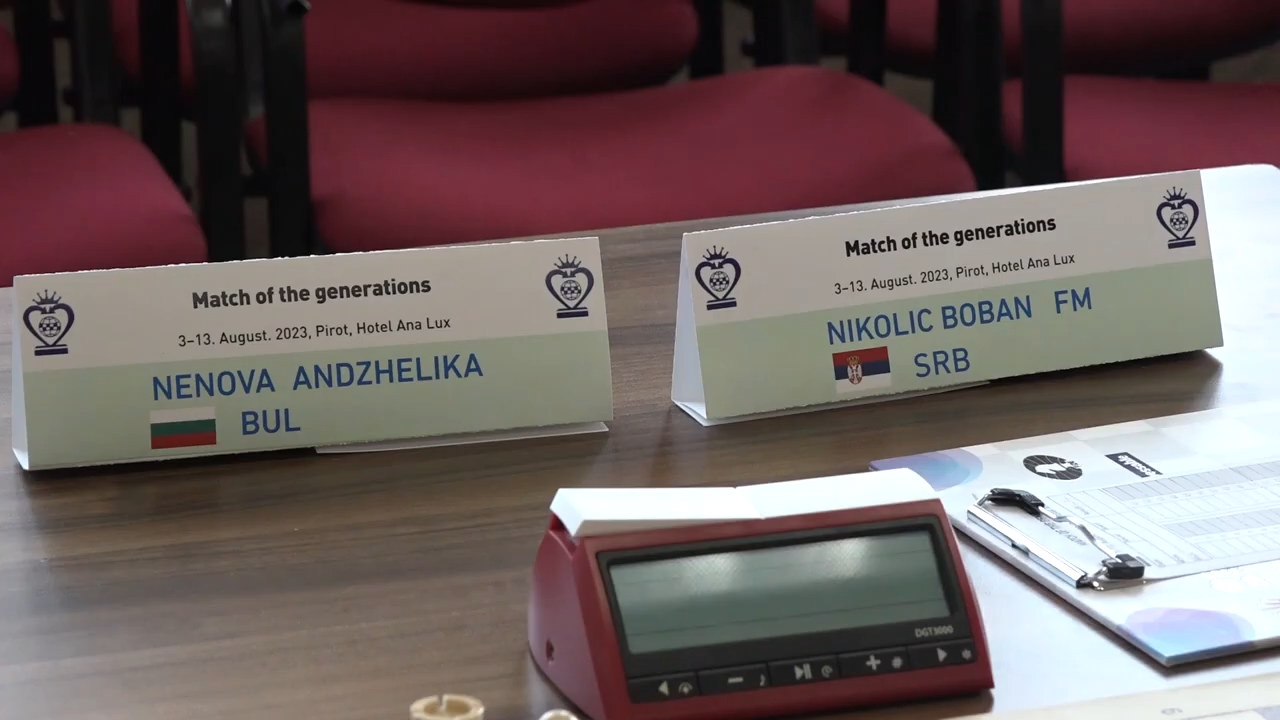 Match of the generations
3-13. August. 2023, Pirot, Hotel Ana Lux
NENOVA ANDZHELIKA
BUL
Match of the generations
3-13. August. 2023, Pirot, Hotel Ana Lux
NIKOLIC BOBAN FM
SRB
DGT3000